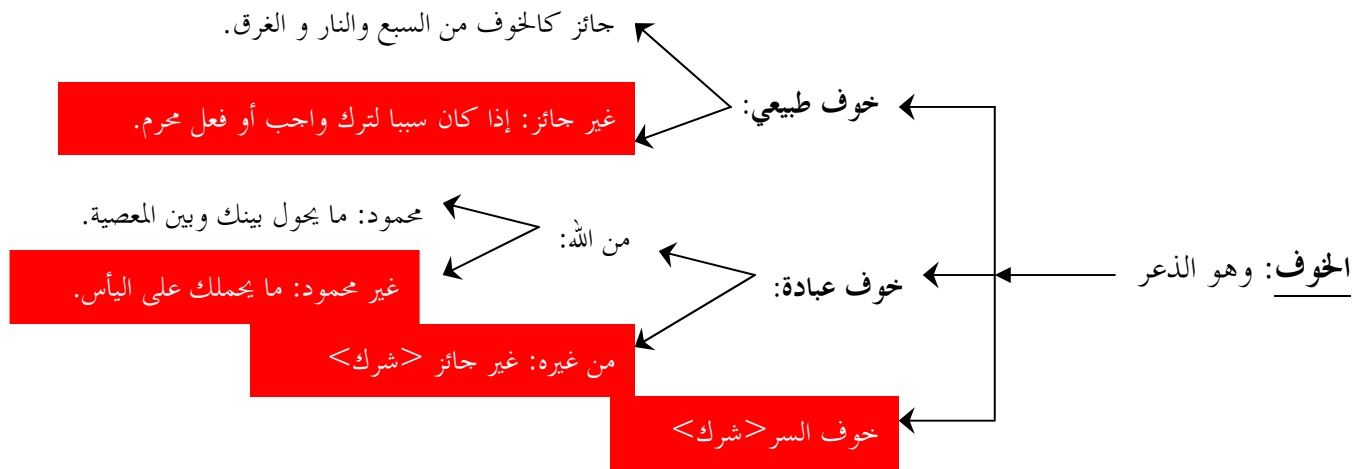 الخوف: وهو الذعر
خوف طبيعي:
جائز كالخوف من السبع والنار و الغرق.
غير جائز: إذا كان سببا لترك واجب أو فعل محرم.
خوف عبادة:
من الله:
محمود: ما يحول بينك وبين المعصية.
غير محمود: ما يحملك على اليأس.
من غيره: غير جائز <شرك>
خوف السر<شرك>